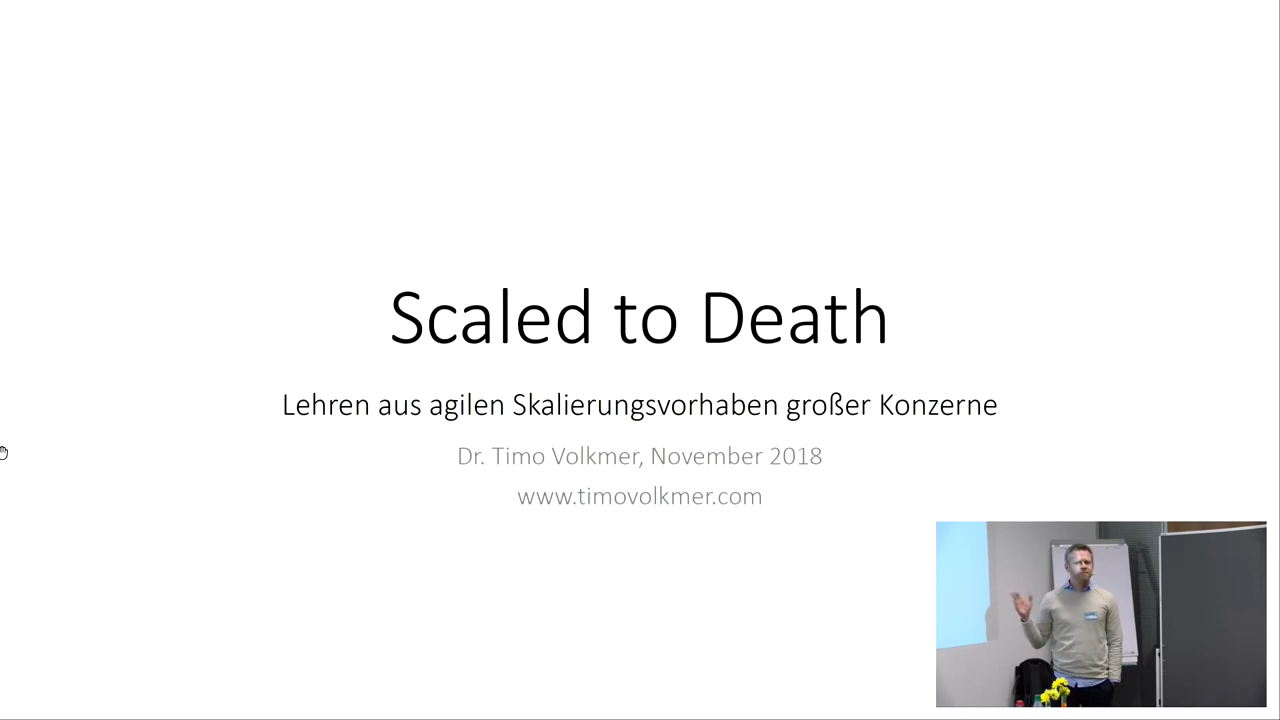 Scaled to Death
Lehren aus agilen Skalierungsvorhaben großer Konzerne
Dr. Timo Volkmer, November 2018
www.timovolkmer.com